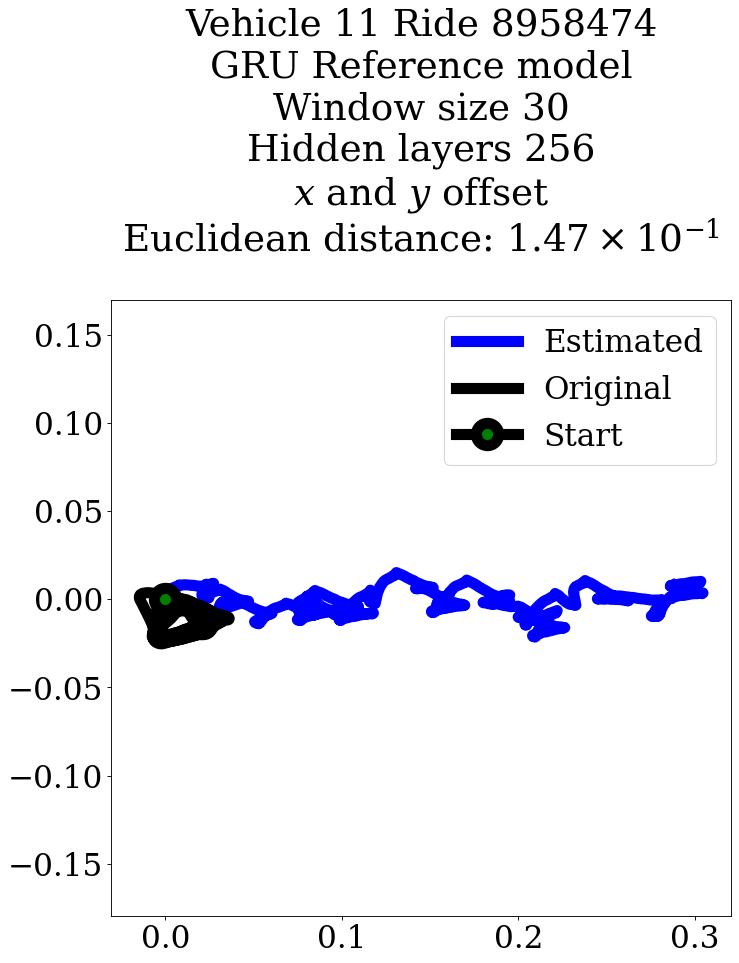 Vehicle 11 Ride 8958474
GRU Reference model
Window size 30
Hidden layers 256
x and y offset
Euclidean distance: 1.47 × 10⁻¹
Estimated
Original
Start
0.15
0.10
0.05
0.00
−0.05
−0.10
−0.15
0.0 0.1 0.2 0.3